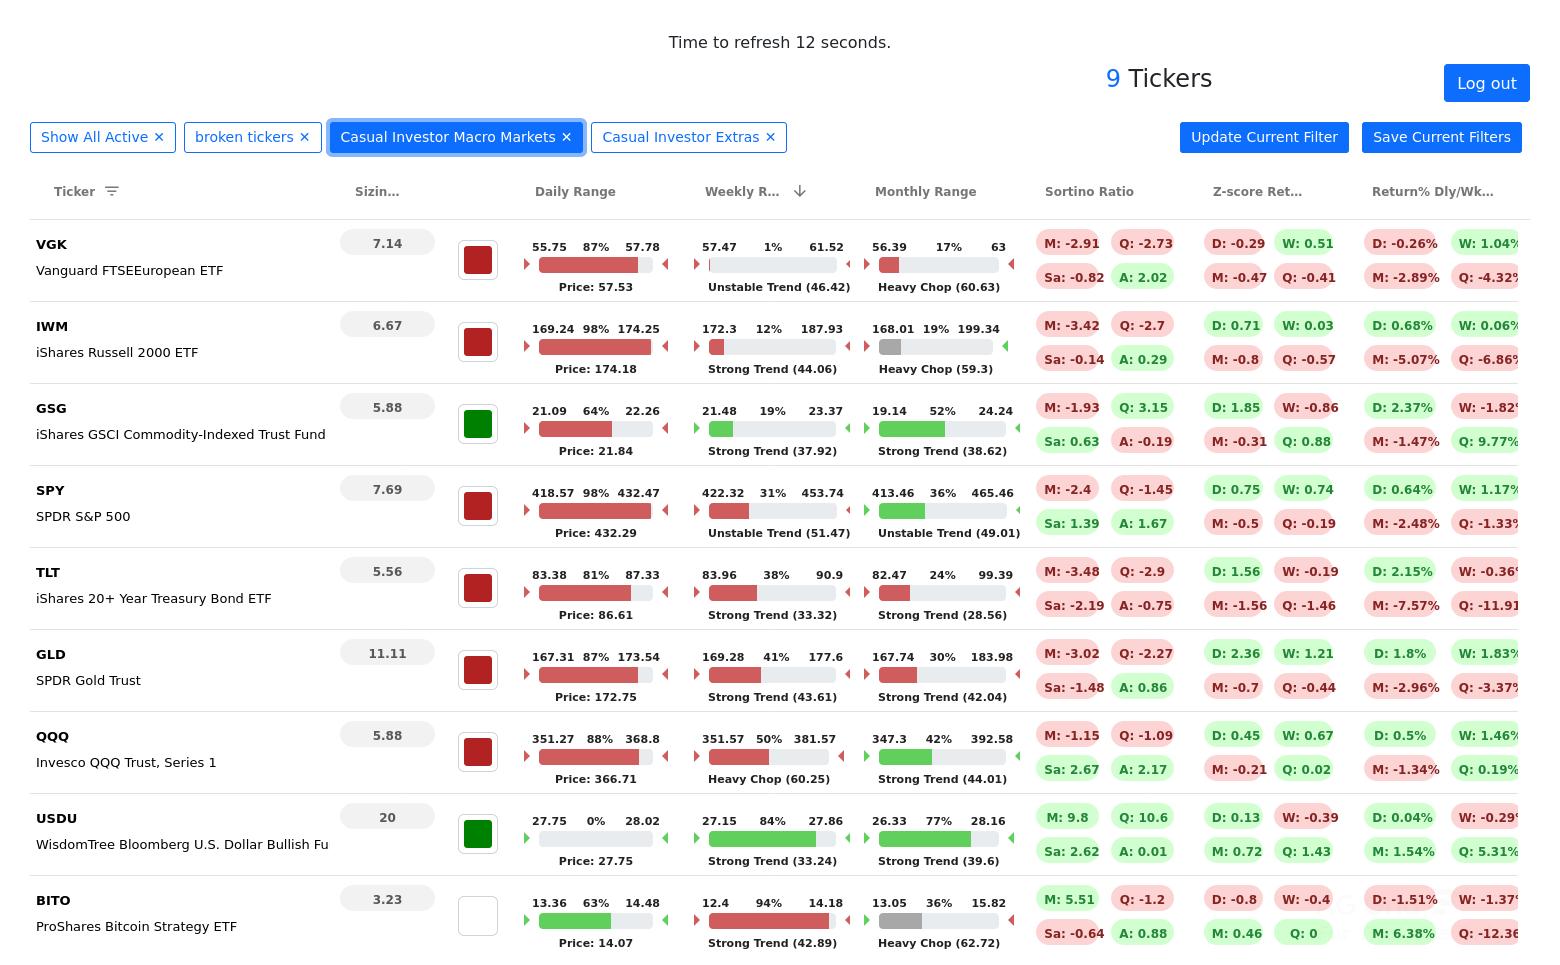 Time to refresh 12 seconds.
9 Tickers
Log out
Show All Active ✕ broken tickers ✕ Casual Investor Macro Markets ✕ Casual Investor Extras ✕ Update Current Filter Save Current Filters
Ticker Sizin... Daily Range Weekly R... Monthly Range Sortino Ratio Z-score Ret... Return% Dly/Wk...
VGK 7.14 M: -2.91 Q: -2.73 D: -0.29 W: 0.51 D: -0.26% W: 1.04%
55.75 87% 57.78 57.47 1% 61.52 56.39 17% 63
Vanguard FTSEEuropean ETF Sa: -0.82 A: 2.02 M: -0.47 Q: -0.41 M: -2.89% Q: -4.32%
Price: 57.53 Unstable Trend (46.42) Heavy Chop (60.63)
IWM 6.67 M: -3.42 Q: -2.7 D: 0.71 W: 0.03 D: 0.68% W: 0.06%
169.24 98% 174.25 172.3 12% 187.93 168.01 19% 199.34
iShares Russell 2000 ETF Sa: -0.14 A: 0.29 M: -0.8 Q: -0.57 M: -5.07% Q: -6.86%
Price: 174.18 Strong Trend (44.06) Heavy Chop (59.3)
GSG 5.88 M: -1.93 Q: 3.15 D: 1.85 W: -0.86 D: 2.37% W: -1.82%
21.09 64% 22.26 21.48 19% 23.37 19.14 52% 24.24
iShares GSCI Commodity-Indexed Trust Fund Sa: 0.63 A: -0.19 M: -0.31 Q: 0.88 M: -1.47% Q: 9.77%
Price: 21.84 Strong Trend (37.92) Strong Trend (38.62)
SPY 7.69 M: -2.4 Q: -1.45 D: 0.75 W: 0.74 D: 0.64% W: 1.17%
418.57 98% 432.47 422.32 31% 453.74 413.46 36% 465.46
SPDR S&P 500 Sa: 1.39 A: 1.67 M: -0.5 Q: -0.19 M: -2.48% Q: -1.33%
Price: 432.29 Unstable Trend (51.47) Unstable Trend (49.01)
TLT 5.56 M: -3.48 Q: -2.9 D: 1.56 W: -0.19 D: 2.15% W: -0.36%
83.38 81% 87.33 83.96 38% 90.9 82.47 24% 99.39
iShares 20+ Year Treasury Bond ETF Sa: -2.19 A: -0.75 M: -1.56 Q: -1.46 M: -7.57% Q: -11.91
Price: 86.61 Strong Trend (33.32) Strong Trend (28.56)
GLD 11.11 M: -3.02 Q: -2.27 D: 2.36 W: 1.21 D: 1.8% W: 1.83%
167.31 87% 173.54 169.28 41% 177.6 167.74 30% 183.98
SPDR Gold Trust Sa: -1.48 A: 0.86 M: -0.7 Q: -0.44 M: -2.96% Q: -3.37%
Price: 172.75 Strong Trend (43.61) Strong Trend (42.04)
QQQ 5.88 M: -1.15 Q: -1.09 D: 0.45 W: 0.67 D: 0.5% W: 1.46%
351.27 88% 368.8 351.57 50% 381.57 347.3 42% 392.58
Invesco QQQ Trust, Series 1 Sa: 2.67 A: 2.17 M: -0.21 Q: 0.02 M: -1.34% Q: 0.19%
Price: 366.71 Heavy Chop (60.25) Strong Trend (44.01)
USDU 20 M: 9.8 Q: 10.6 D: 0.13 W: -0.39 D: 0.04% W: -0.29%
27.75 0% 28.02 27.15 84% 27.86 26.33 77% 28.16
WisdomTree Bloomberg U.S. Dollar Bullish Fu Sa: 2.62 A: 0.01 M: 0.72 Q: 1.43 M: 1.54% Q: 5.31%
Price: 27.75 Strong Trend (33.24) Strong Trend (39.6)
BITO 3.23 M: 5.51 Q: -1.2 D: -0.8 W: -0.4 D: -1.51% W: -1.37%
13.36 63% 14.48 12.4 94% 14.18 13.05 36% 15.82
ProShares Bitcoin Strategy ETF Sa: -0.64 A: 0.88 M: 0.46 Q: 0 M: 6.38% Q: -12.36
Price: 14.07 Strong Trend (42.89) Heavy Chop (62.72)